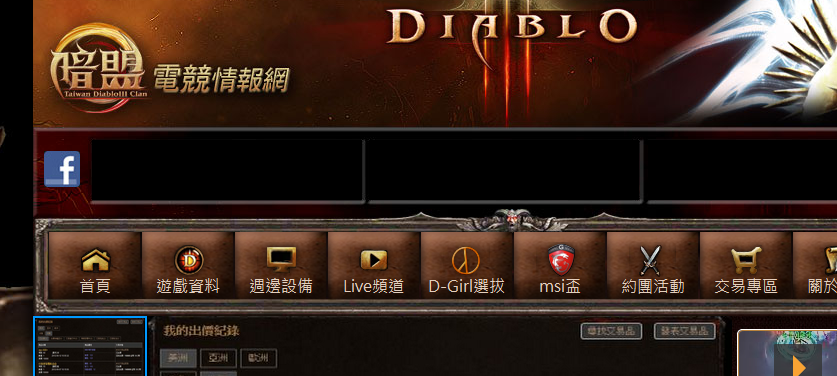 DIABLO
暗盟
Taiwan DiabloIII Clan
電競情報網
f
首頁
遊戲資料
週邊設備
Live頻道
D-Girl選拔
msi盃
約團活動
交易專區
關於
我的出價紀錄
尋找交易品
發表交易品
美洲
亞洲
歐洲